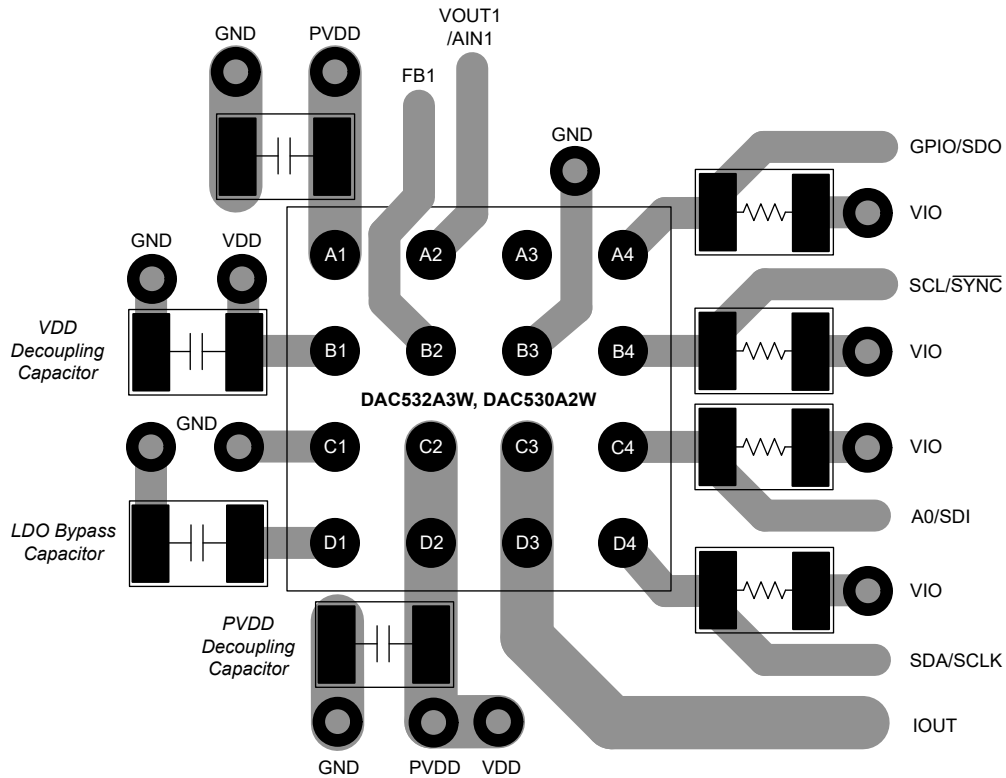 GND
PVDD
VOUT1
/AIN1
FB1
GND
GPIO/SDO
VIO
A1
A2
A3
A4
GND
VDD
SCL/SYNC
VDD
Decoupling
Capacitor
B1
B2
B3
B4
VIO
DAC532A3W, DAC530A2W
GND
C1
C2
C3
C4
VIO
LDO Bypass
Capacitor
A0/SDI
D1
D2
D3
D4
VIO
PVDD
Decoupling
Capacitor
SDA/SCLK
IOUT
GND
PVDD
VDD